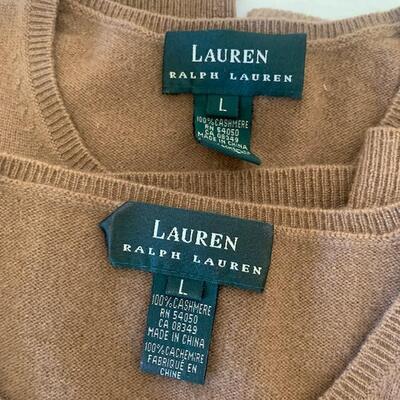 LAUREN
RALPH LAUREN
L
100% CASHMERE
RN 54050
CA 08349
MADE IN CHINA
LAUREN
RALPH LAUREN
L
100% CASHMERE
RN 54050
CA 08349
MADE IN CHINA
100% CACHEMIRE
FABRIQUÉ EN
CHINE